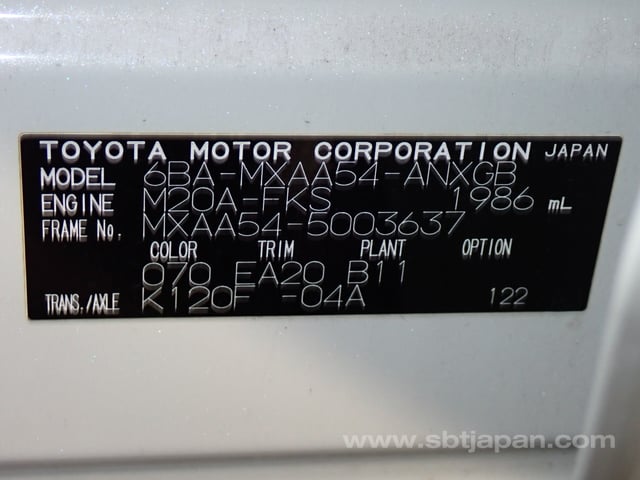 TOYOTA MOTOR CORPORATION JAPAN
MODEL 6BA-MXAA54-ANXGB
ENGINE M20A-FKS 1986 mL
FRAME No. MXAA54-5003637
COLOR TRIM PLANT OPTION
070 EA20 B11
TRANS./AXLE K120F -04A 122
www.sbtjapan.com